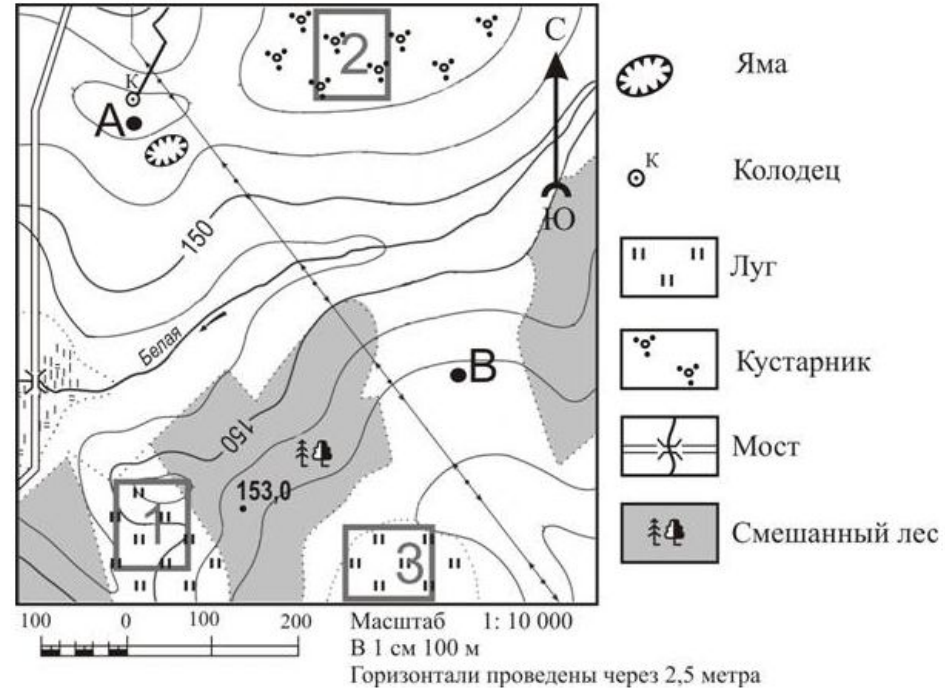 2
С
К
А
Ю
150
Белая
В
150
153,0
1
3
Яма
К
Колодец
Луг
Кустарник
Мост
Смешанный лес
100 0 100 200
Масштаб 1: 10 000
В 1 см 100 м
Горизонтали проведены через 2,5 метра